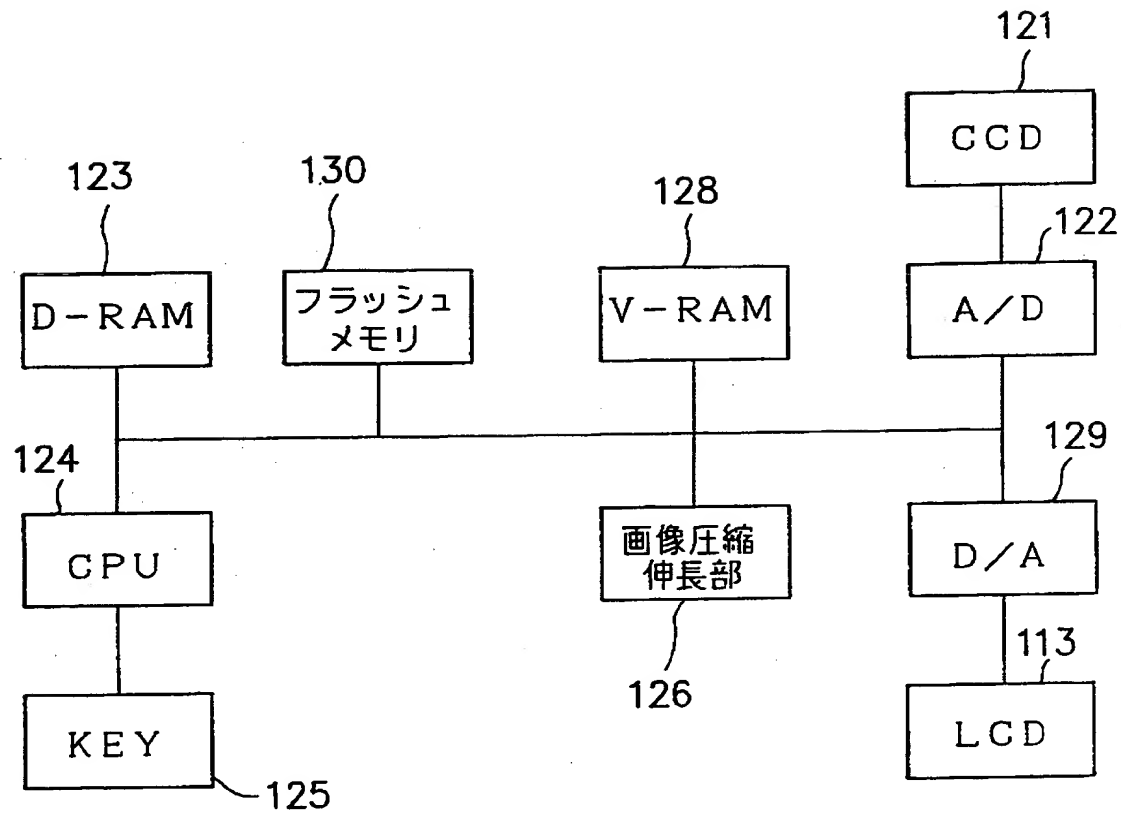 121
CCD
123
130
128
122
D-RAM
フラッシュ
メモリ
V-RAM
A/D
124
129
CPU
画像圧縮
伸長部
D/A
126
113
KEY
LCD
125